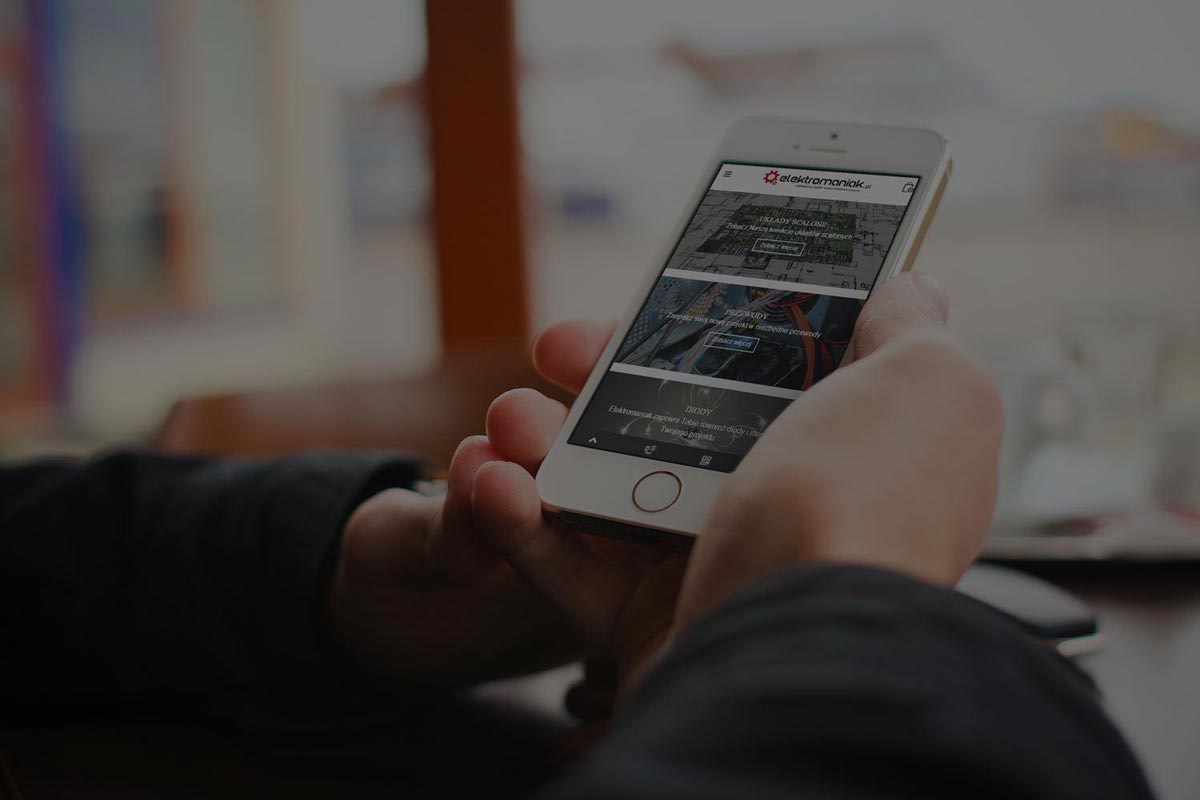 elektromaniak.pl
UKŁADY SCALONE
Zobacz naszą kolekcję układów scalonych
Zobacz więcej
PRZEWODY
Zaopatrz swój nowy projekt w niezbędne przewody
Zobacz więcej
DIODY
Elektromaniak zapewni Tobie również diody i do
Twojego projektu